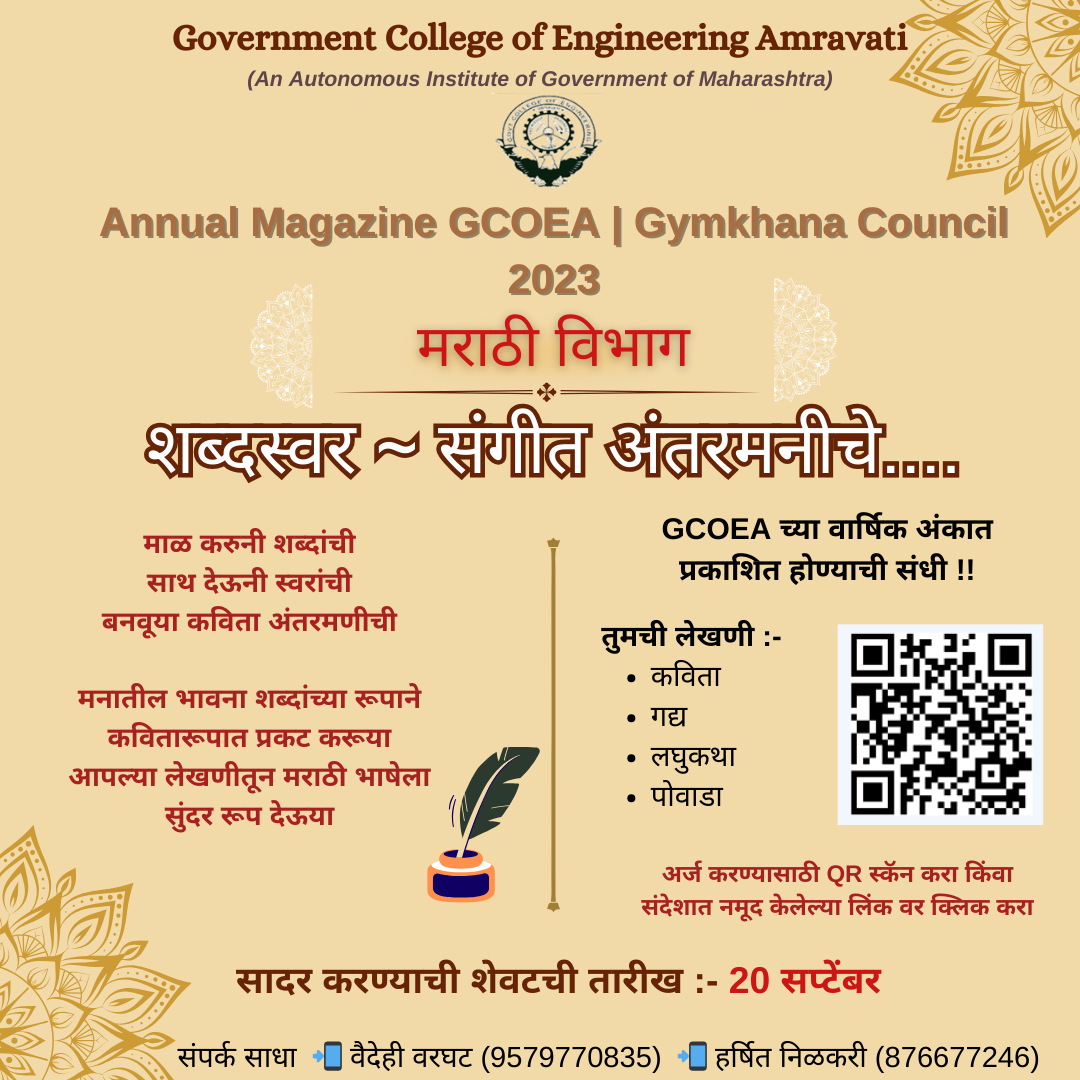 Government College of Engineering Amravati
(An Autonomous Institute of Government of Maharashtra)
Annual Magazine GCOEA | Gymkhana Council
2023
मराठी विभाग
शब्दस्वर ~ संगीत अंतरमनीचे....
माळ करुनी शब्दांची
साथ देऊनी स्वरांची
बनवूया कविता अंतरमणीची
मनातील भावना शब्दांच्या रूपाने
कवितारूपात प्रकट करूया
आपल्या लेखणीतून मराठी भाषेला
सुंदर रूप देऊया
GCOEA च्या वार्षिक अंकात
प्रकाशित होण्याची संधी !!
तुमची लेखणी :-
• कविता
• गद्य
• लघुकथा
• पोवाडा
अर्ज करण्यासाठी QR स्कॅन करा किंवा
संदेशात नमूद केलेल्या लिंक वर क्लिक करा
सादर करण्याची शेवटची तारीख :- 20 सप्टेंबर
संपर्क साधा 📲 वैदेही वरघट (9579770835) 📲 हर्षित निळकरी (876677246)